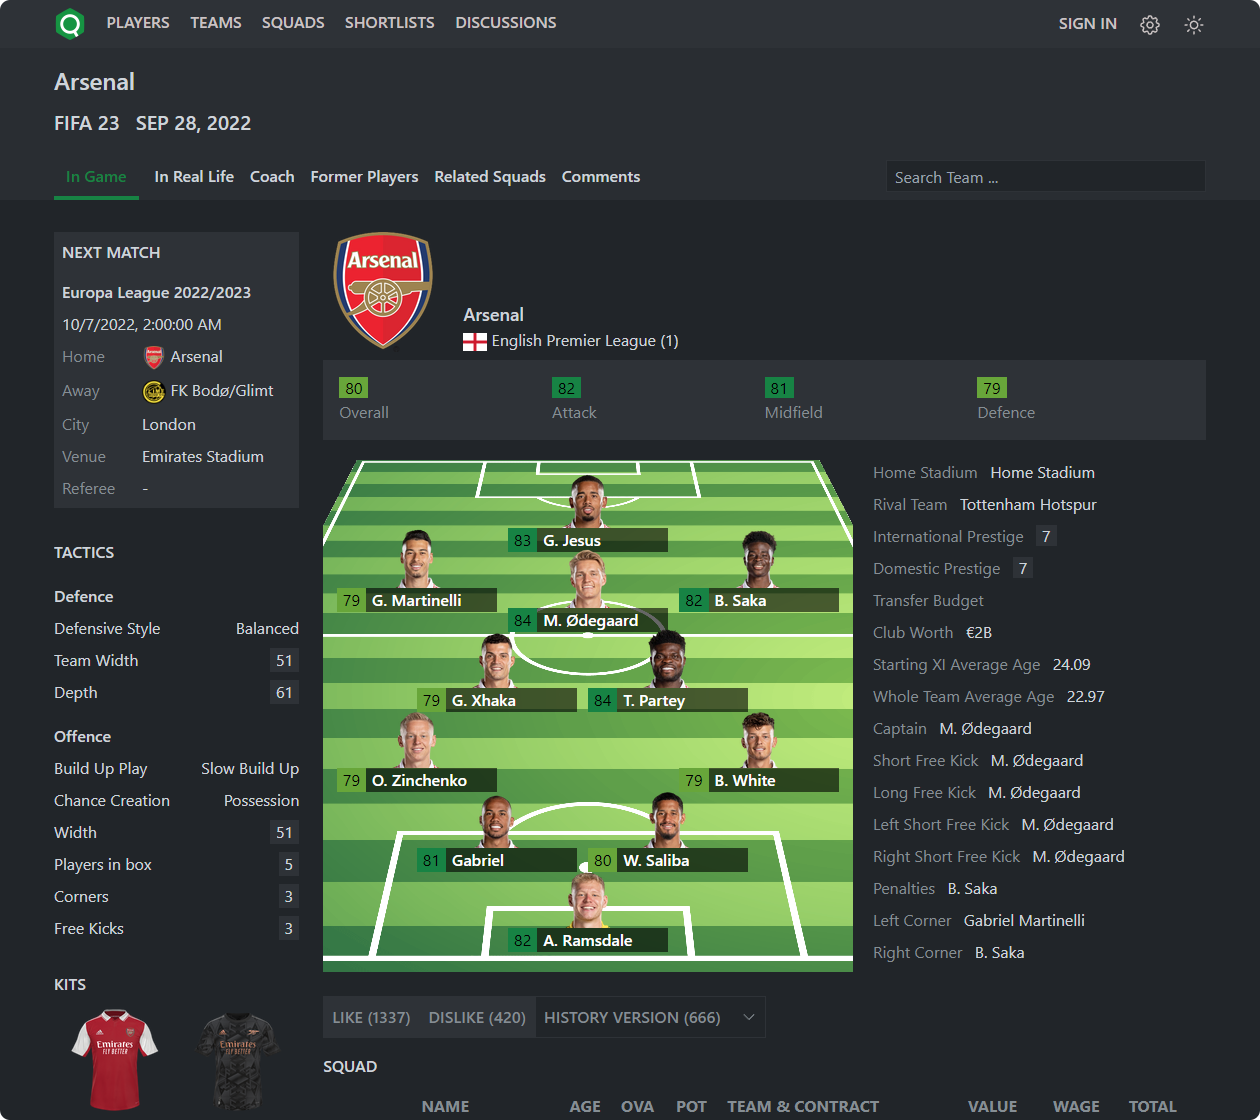 PLAYERS TEAMS SQUADS SHORTLISTS DISCUSSIONS SIGN IN
Arsenal
FIFA 23 SEP 28, 2022
In Game In Real Life Coach Former Players Related Squads Comments Search Team ...
NEXT MATCH
Europa League 2022/2023
10/7/2022, 2:00:00 AM
Home Arsenal
Away FK Bodø/Glimt
City London
Venue Emirates Stadium
Referee -
TACTICS
Defence
Defensive Style Balanced
Team Width 51
Depth 61
Offence
Build Up Play Slow Build Up
Chance Creation Possession
Width 51
Players in box 5
Corners 3
Free Kicks 3
KITS
Emirates
FLY BETTER
Emirates
FLY BETTER
Arsenal
Arsenal
English Premier League (1)
80 82 81 79
Overall Attack Midfield Defence
83 G. Jesus
79 G. Martinelli 82 B. Saka
84 M. Ødegaard
79 G. Xhaka 84 T. Partey
79 O. Zinchenko 79 B. White
81 Gabriel 80 W. Saliba
82 A. Ramsdale
Home Stadium Home Stadium
Rival Team Tottenham Hotspur
International Prestige 7
Domestic Prestige 7
Transfer Budget
Club Worth €2B
Starting XI Average Age 24.09
Whole Team Average Age 22.97
Captain M. Ødegaard
Short Free Kick M. Ødegaard
Long Free Kick M. Ødegaard
Left Short Free Kick M. Ødegaard
Right Short Free Kick M. Ødegaard
Penalties B. Saka
Left Corner Gabriel Martinelli
Right Corner B. Saka
LIKE (1337) DISLIKE (420) HISTORY VERSION (666)
SQUAD
NAME AGE OVA POT TEAM & CONTRACT VALUE WAGE TOTAL